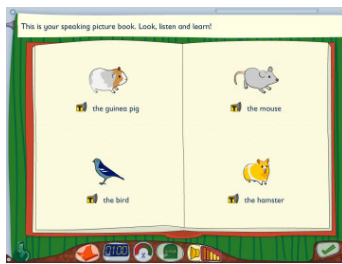 This is your speaking picture book. Look, listen and learn!
the guinea pig
the mouse
the bird
the hamster